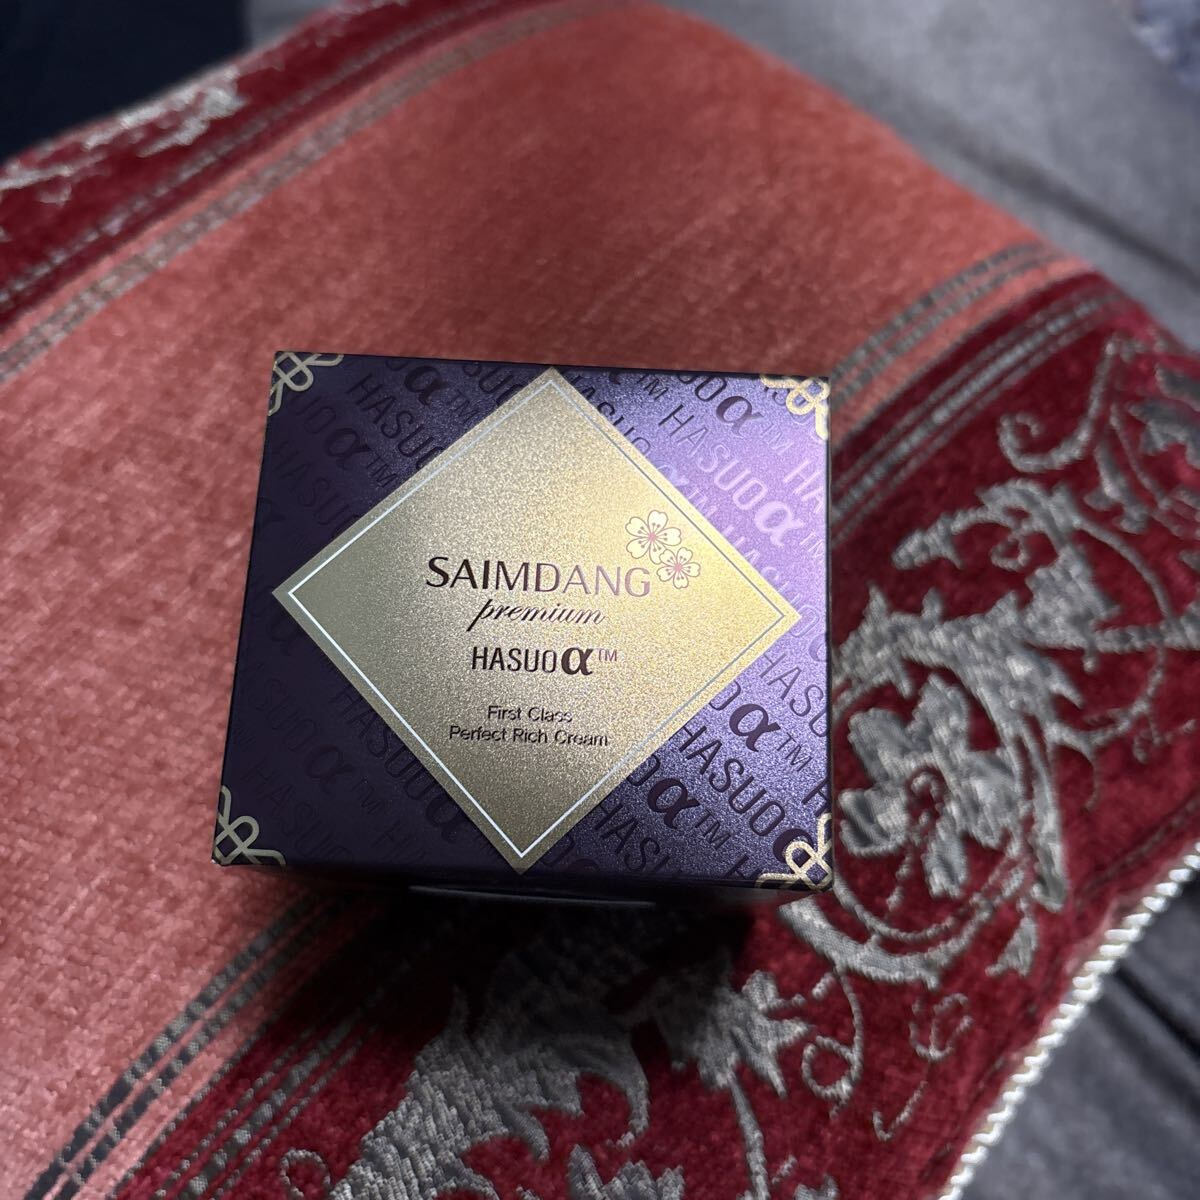 SAIMDANG
premium
HASUOα™
First Class
Perfect Rich Cream